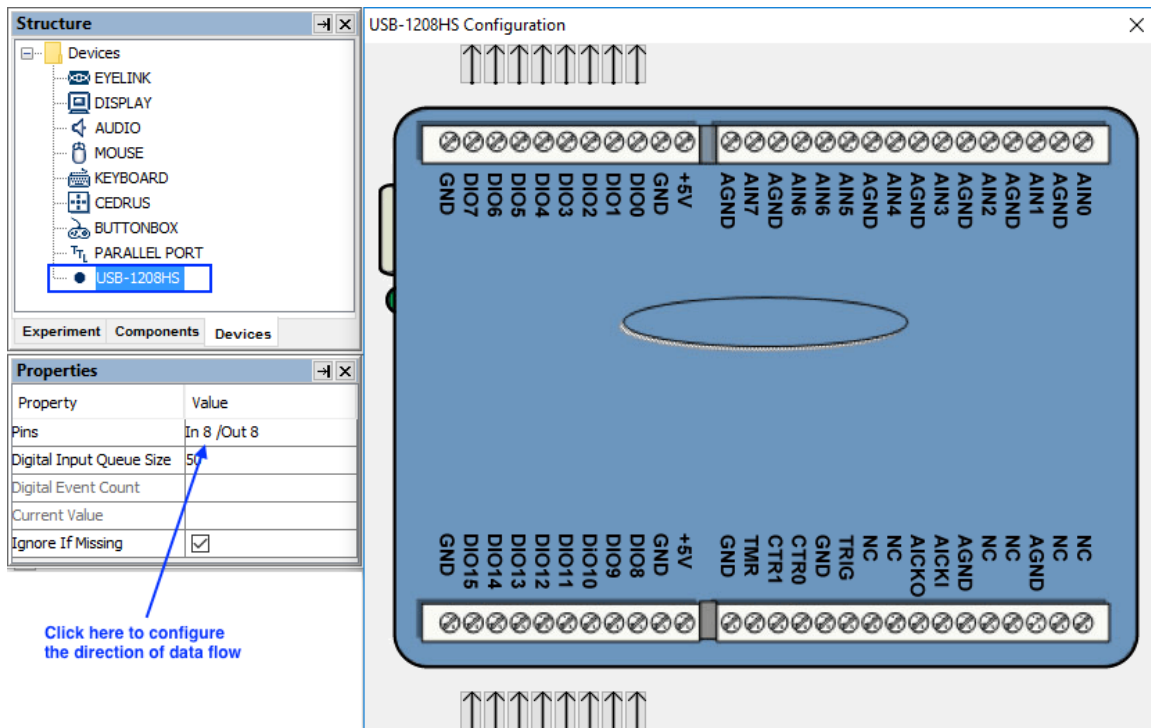 Structure
Devices
EYELINK
DISPLAY
AUDIO
MOUSE
KEYBOARD
CEDRUS
BUTTONBOX
TTL PARALLEL PORT
USB-1208HS
Experiment Components Devices
Properties
Property Value
Pins In 8 /Out 8
Digital Input Queue Size 50
Digital Event Count
Current Value
Ignore If Missing
Click here to configure
the direction of data flow
USB-1208HS Configuration
GND
DIO7
DIO6
DIO5
DIO4
DIO3
DIO2
DIO1
DIO0
GND
+5V
AGND
AIN7
AGND
AIN6
AIN6
AIN5
AGND
AIN4
AGND
AIN3
AGND
AIN2
AGND
AIN1
AGND
AIN0
GND
DIO15
DIO14
DIO13
DIO12
DIO11
DiO10
DIO9
DIO8
GND
+5V
GND
TMR
CTR1
CTR0
GND
TRIG
NC
NC
AICKO
AICKI
AGND
NC
NC
AGND
NC
NC